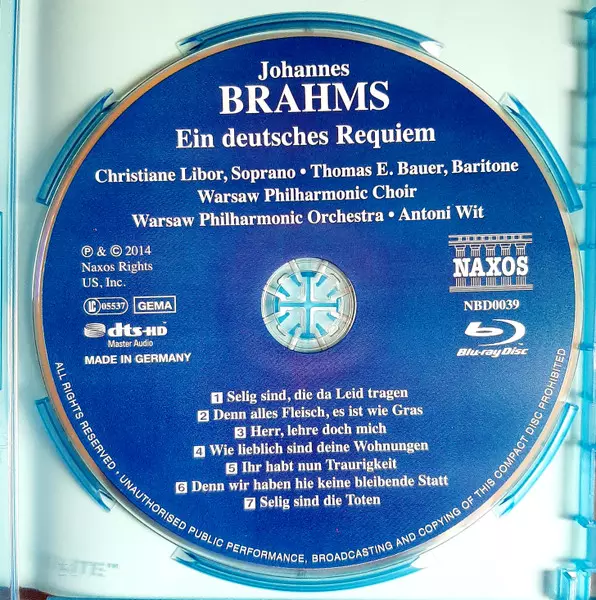 Johannes
BRAHMS
Ein deutsches Requiem
Christiane Libor, Soprano • Thomas E. Bauer, Baritone
Warsaw Philharmonic Choir
Warsaw Philharmonic Orchestra • Antoni Wit
℗ & © 2014
Naxos Rights
US, Inc.
LC 05537 GEMA
dts-HD
Master Audio
MADE IN GERMANY
NAXOS
NBD0039
Blu-ray Disc
1 Selig sind, die da Leid tragen
2 Denn alles Fleisch, es ist wie Gras
3 Herr, lehre doch mich
4 Wie lieblich sind deine Wohnungen
5 Ihr habt nun Traurigkeit
6 Denn wir haben hie keine bleibende Statt
7 Selig sind die Toten
ALL RIGHTS RESERVED • UNAUTHORISED PUBLIC PERFORMANCE, BROADCASTING AND COPYING OF THIS COMPACT DISC PROHIBITED